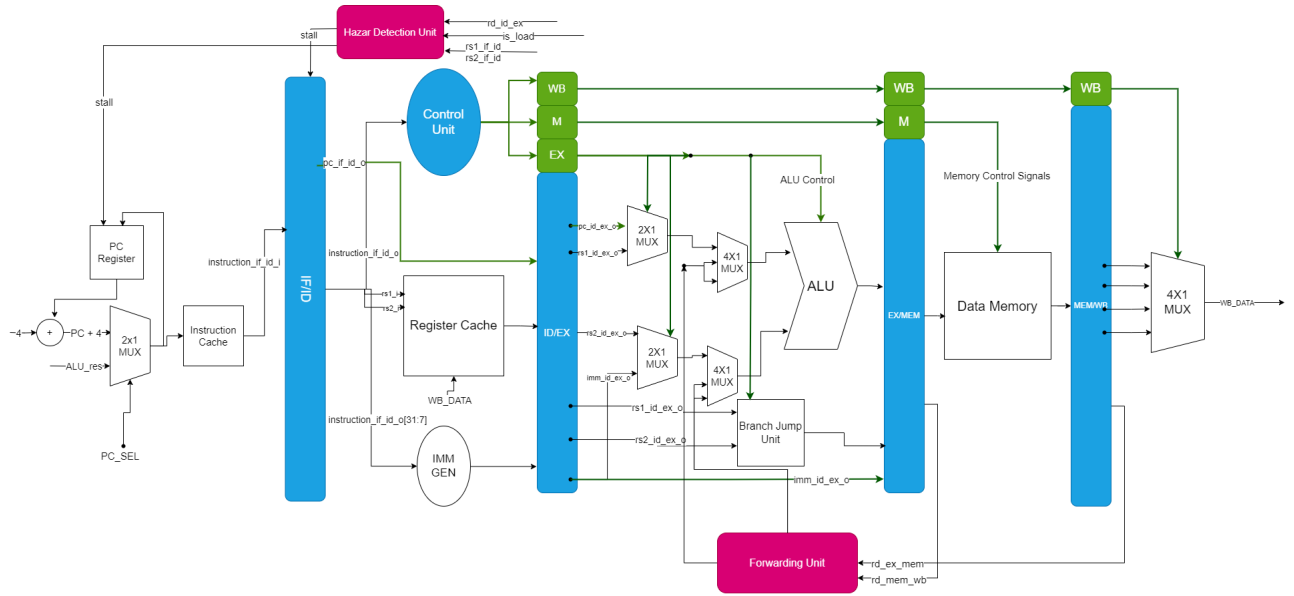 Hazar Detection Unit
rd_id_ex
is_load
rs1_if_id
rs2_if_id
stall
stall
WB
WB
WB
Control
Unit
M
M
EX
pc_if_id_o
ALU Control
Memory Control Signals
PC
Register
instruction_if_id_i
IF/ID
instruction_if_id_o
pc_id_ex_o
rs1_id_ex_o
2X1
MUX
4X1
MUX
ALU
Data Memory
4X1
MUX
WB_DATA
4
+
PC + 4
2x1
MUX
ALU_res
Instruction
Cache
rs1_i
rs2_i
Register Cache
ID/EX
rs2_id_ex_o
2X1
MUX
imm_id_ex_o
4X1
MUX
EX/MEM
MEM/WB
WB_DATA
instruction_if_id_o[31:7]
rs1_id_ex_o
rs2_id_ex_o
Branch Jump
Unit
PC_SEL
IMM
GEN
imm_id_ex_o
Forwarding Unit
rd_ex_mem
rd_mem_wb